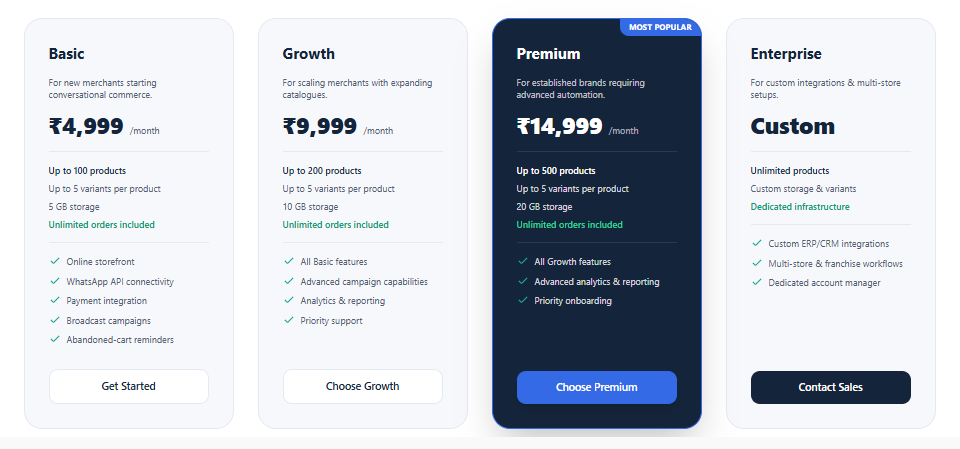 Basic
For new merchants starting
conversational commerce.
₹4,999 /month
Up to 100 products
Up to 5 variants per product
5 GB storage
Unlimited orders included
Online storefront
WhatsApp API connectivity
Payment integration
Broadcast campaigns
Abandoned-cart reminders
Get Started
Growth
For scaling merchants with expanding
catalogues.
₹9,999 /month
Up to 200 products
Up to 5 variants per product
10 GB storage
Unlimited orders included
All Basic features
Advanced campaign capabilities
Analytics & reporting
Priority support
Choose Growth
MOST POPULAR
Premium
For established brands requiring
advanced automation.
₹14,999 /month
Up to 500 products
Up to 5 variants per product
20 GB storage
Unlimited orders included
All Growth features
Advanced analytics & reporting
Priority onboarding
Choose Premium
Enterprise
For custom integrations & multi-store
setups.
Custom
Unlimited products
Custom storage & variants
Dedicated infrastructure
Custom ERP/CRM integrations
Multi-store & franchise workflows
Dedicated account manager
Contact Sales